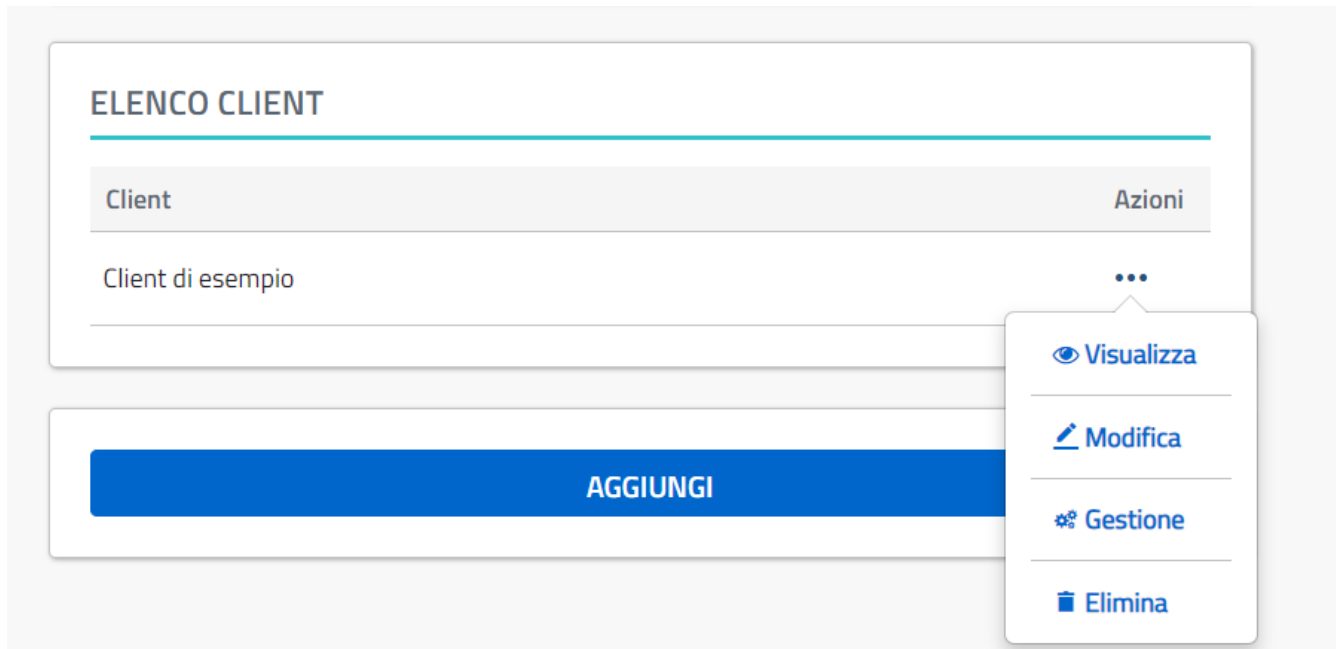 ELENCO CLIENT
Client Azioni
Client di esempio
Visualizza
Modifica
AGGIUNGI
Gestione
Elimina